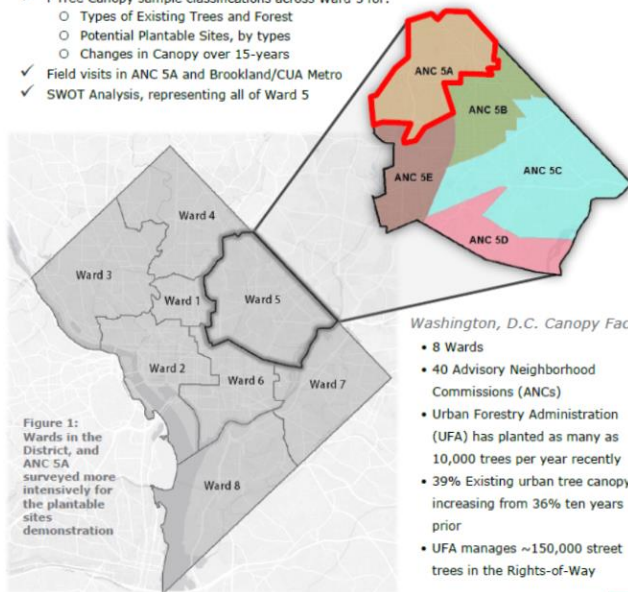 Types of Existing Trees and Forest
Potential Plantable Sites, by types
Changes in Canopy over 15-years
Field visits in ANC 5A and Brookland/CUA Metro
SWOT Analysis, representing all of Ward 5
ANC 5A
ANC 5B
ANC 5E
ANC 5C
ANC 5D
Ward 4
Ward 3
Ward 1
Ward 5
Ward 2
Ward 6
Ward 7
Ward 8
Figure 1:
Wards in the
District, and
ANC 5A
surveyed more
intensively for
the plantable
sites
demonstration
Washington, D.C. Canopy
• 8 Wards
• 40 Advisory Neighborhood
Commissions (ANCs)
• Urban Forestry Administration
(UFA) has planted as many as
10,000 trees per year recently
• 39% Existing urban tree canopy
increasing from 36% ten years
prior
• UFA manages ~150,000 street
trees in the Rights-of-Way